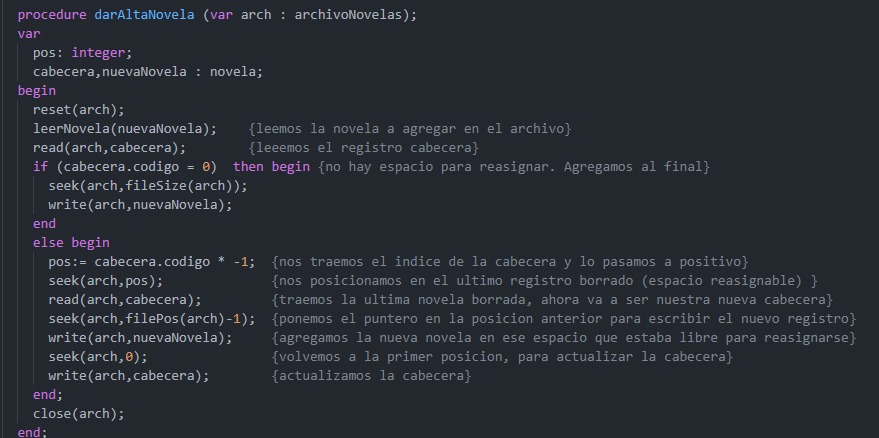 procedure darAltaNovela (var arch : archivoNovelas);
var
  pos: integer;
  cabecera,nuevaNovela : novela;
begin
  reset(arch);
  leerNovela(nuevaNovela);    {leemos la novela a agregar en el archivo}
  read(arch,cabecera);        {leeemos el registro cabecera}
  if (cabecera.codigo = 0)  then begin {no hay espacio para reasignar. Agregamos al final}
    seek(arch,fileSize(arch));
    write(arch,nuevaNovela);
  end
  else begin
    pos:= cabecera.codigo * -1;  {nos traemos el indice de la cabecera y lo pasamos a positivo}
    seek(arch,pos);              {nos posicionamos en el ultimo registro borrado (espacio reasignable) }
    read(arch,cabecera);         {traemos la ultima novela borrada, ahora va a ser nuestra nueva cabecera}
    seek(arch,filePos(arch)-1);  {ponemos el puntero en la posicion anterior para escribir el nuevo registro}
    write(arch,nuevaNovela);     {agregamos la nueva novela en ese espacio que estaba libre para reasignarse}
    seek(arch,0);                {volvemos a la primer posicion, para actualizar la cabecera}
    write(arch,cabecera);        {actualizamos la cabecera}
  end;
  close(arch);
end;